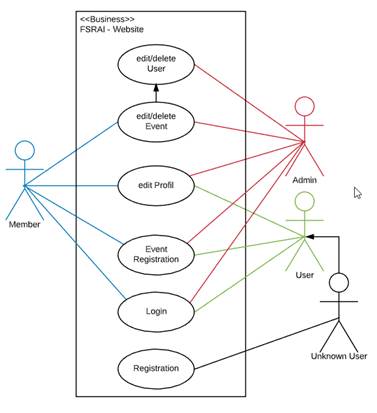 <<Business>>
FSRAI - Website
edit/delete
User
edit/delete
Event
edit Profil
Event
Registration
Login
Registration
Member
Admin
User
Unknown User